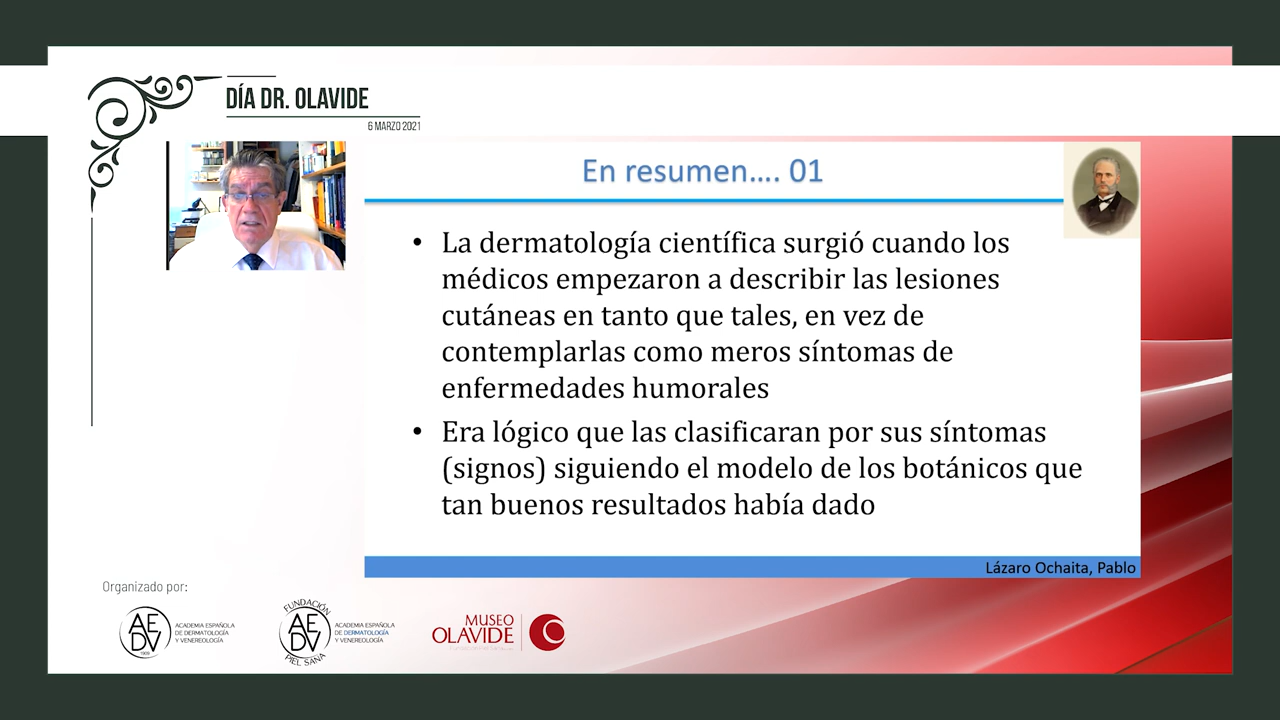 DÍA DR. OLAVIDE
6 MARZO 2021
En resumen.... 01
• La dermatología científica surgió cuando los
médicos empezaron a describir las lesiones
cutáneas en tanto que tales, en vez de
contemplarlas como meros síntomas de
enfermedades humorales
• Era lógico que las clasificaran por sus síntomas
(signos) siguiendo el modelo de los botánicos que
tan buenos resultados había dado
Lázaro Ochaita, Pablo
Organizado por:
AEDV
1909
ACADEMIA ESPAÑOLA
DE DERMATOLOGÍA
Y VENEREOLOGÍA
FUNDACIÓN
AEDV
PIEL SANA
ACADEMIA ESPAÑOLA
DE DERMATOLOGÍA
Y VENEREOLOGÍA
MUSEO
OLAVIDE